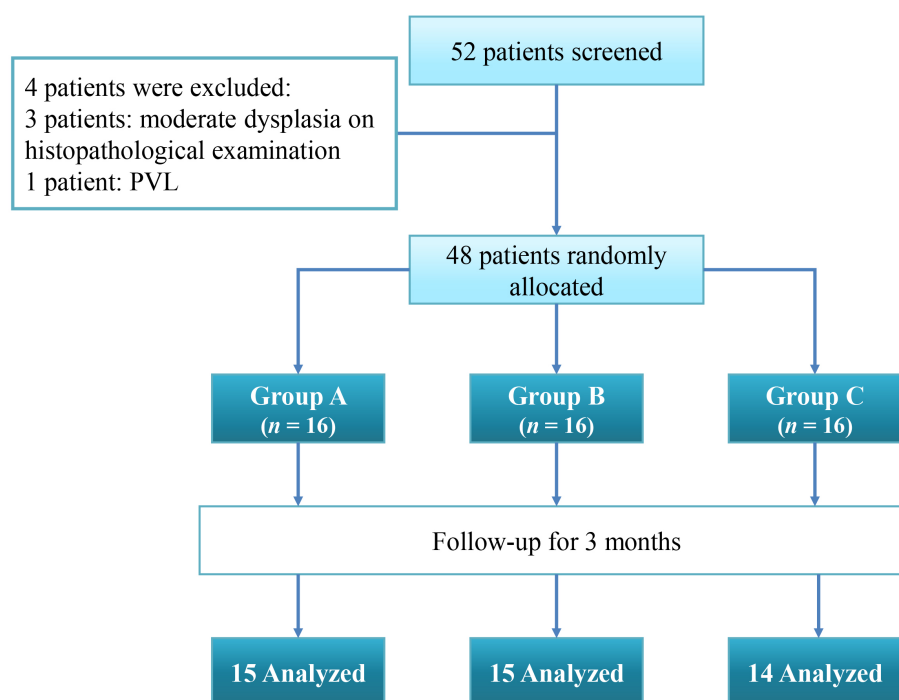 52 patients screened
4 patients were excluded:
3 patients: moderate dysplasia on
histopathological examination
1 patient: PVL
48 patients randomly
allocated
Group A
(n = 16)
Group B
(n = 16)
Group C
(n = 16)
Follow-up for 3 months
15 Analyzed
15 Analyzed
14 Analyzed